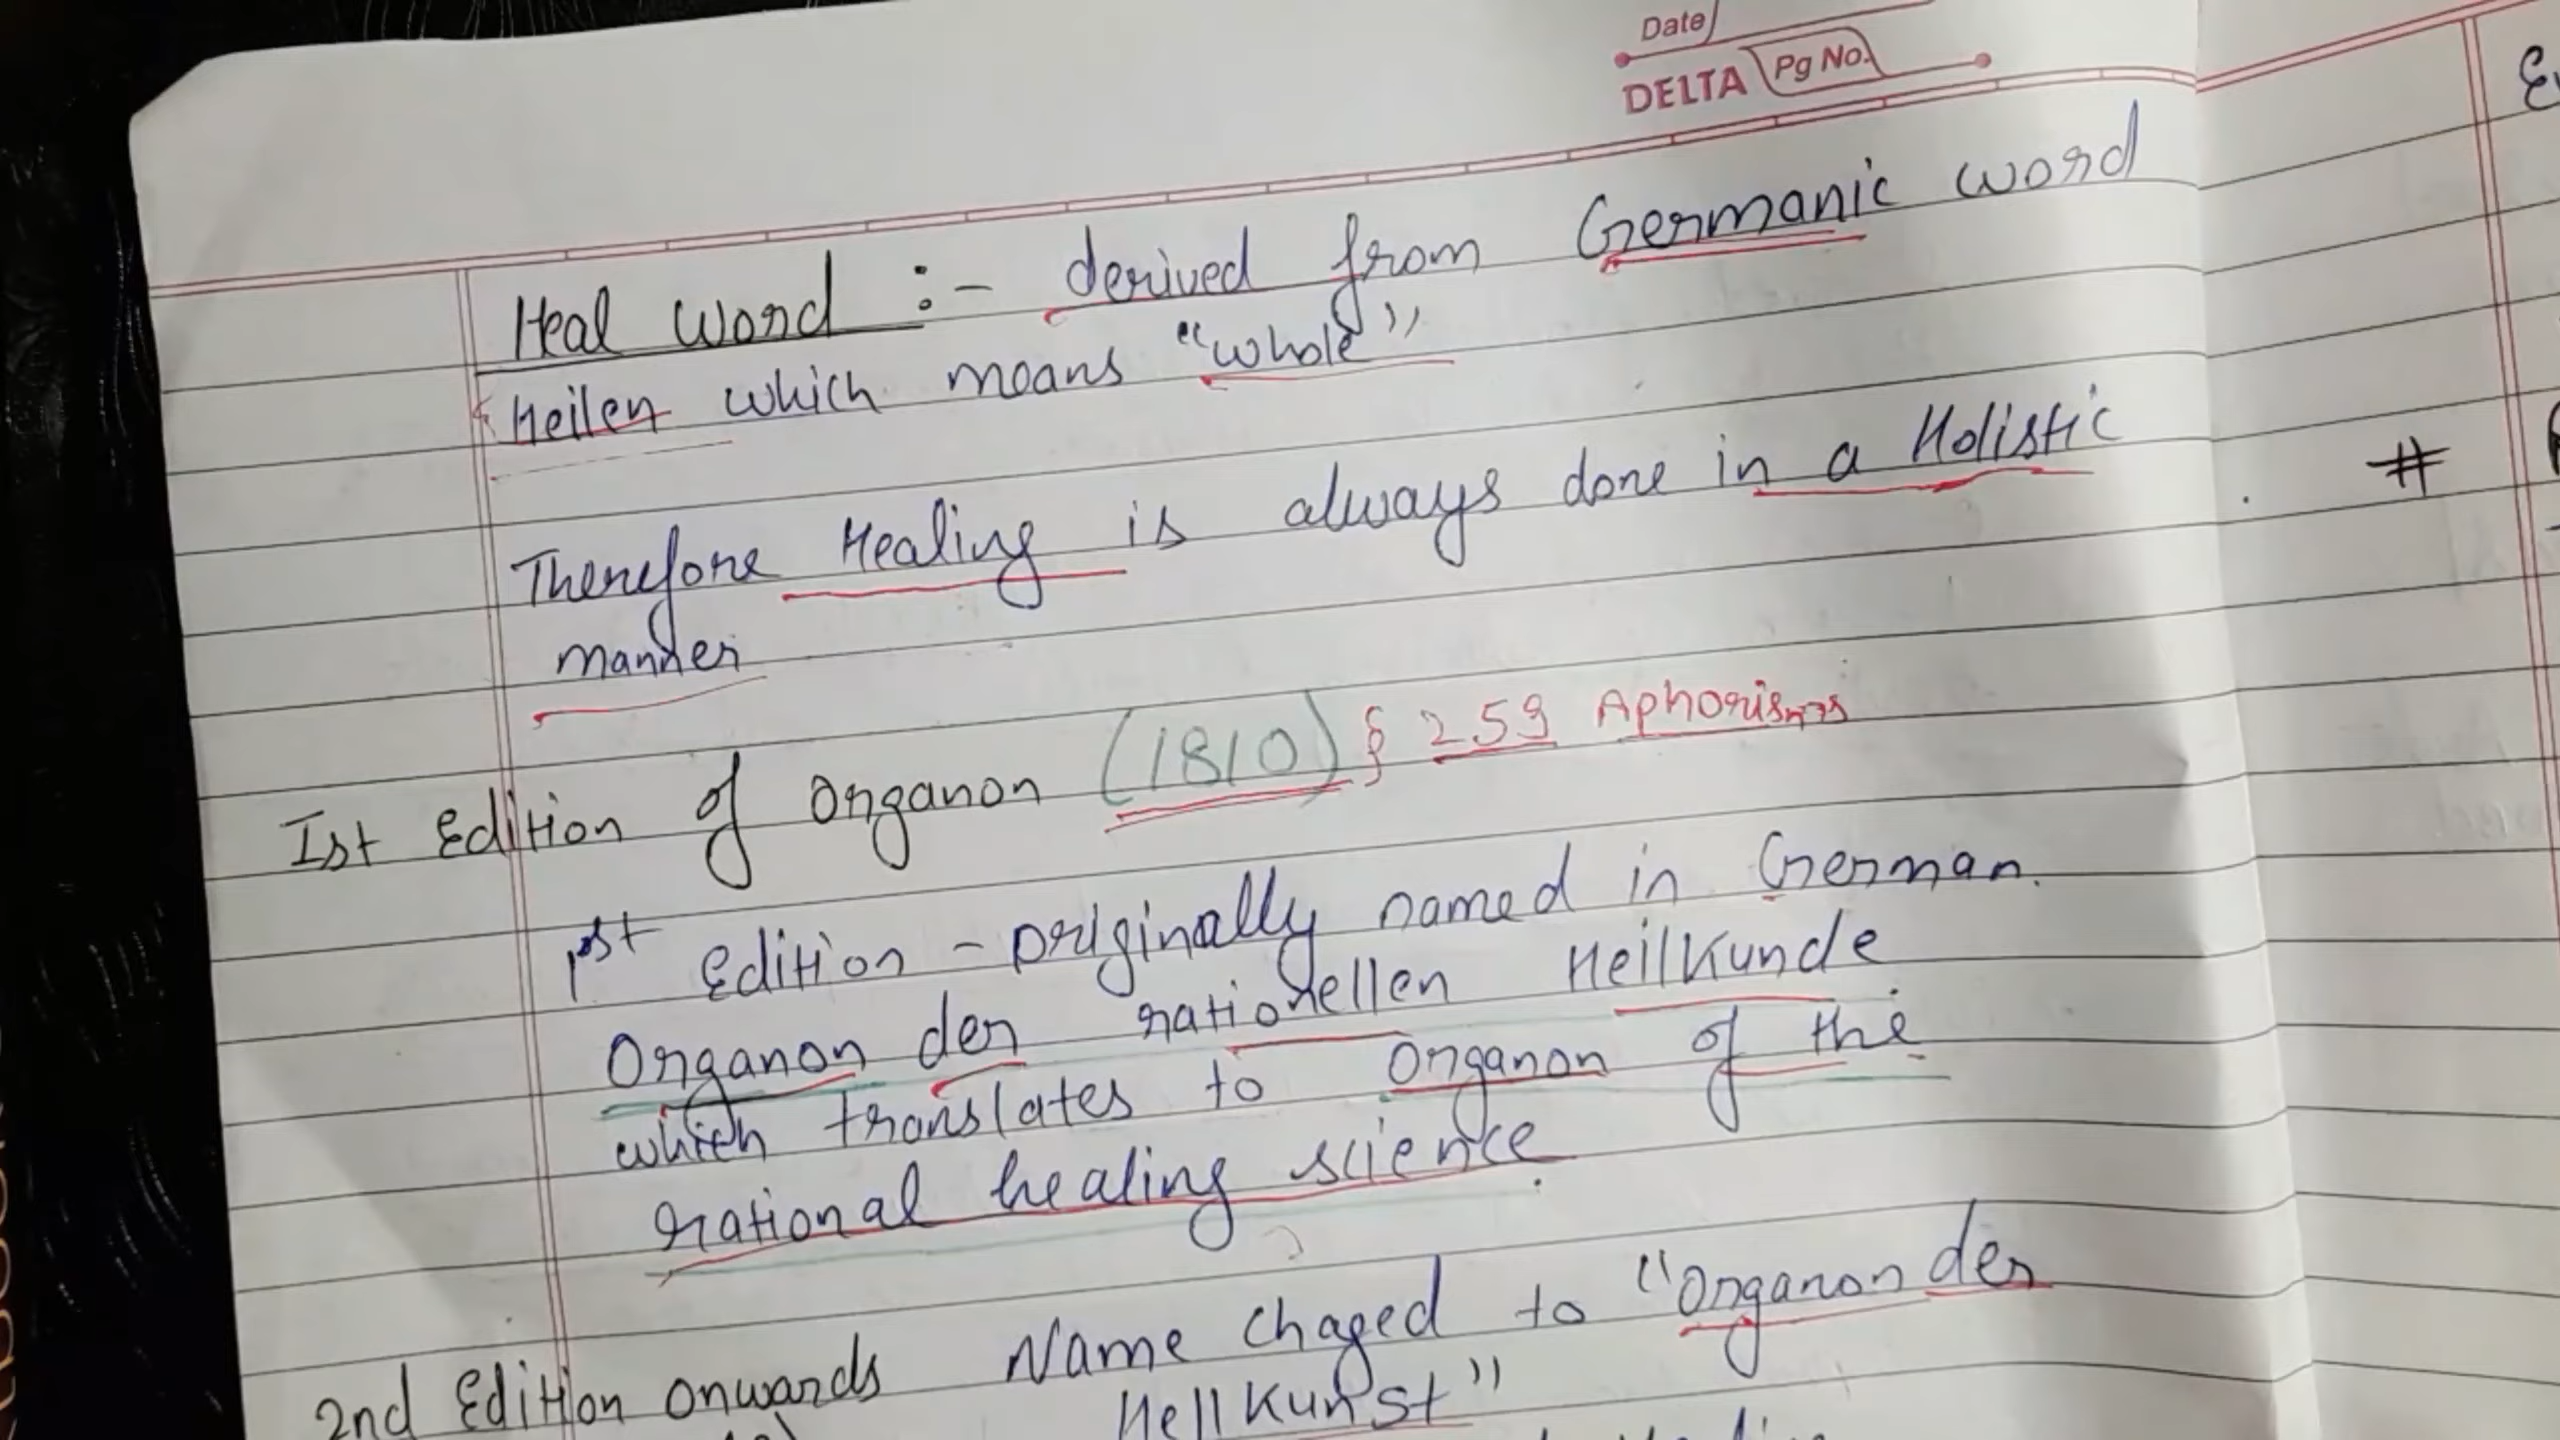 Date
DELTA Pg No.
Heal Word :- derived from Germanic word
Heilen which means "whole"
Therefore Healing is always done in a Holistic
manner
#
Ist Edition of Organon (1810) § 259 Aphorisms
1st Edition - originally named in German.
Organon der rationellen Heilkunde
which translates to Organon of the
rational healing science.
2nd Edition onwards Name Chaged to "Organon der
Hellkunst"